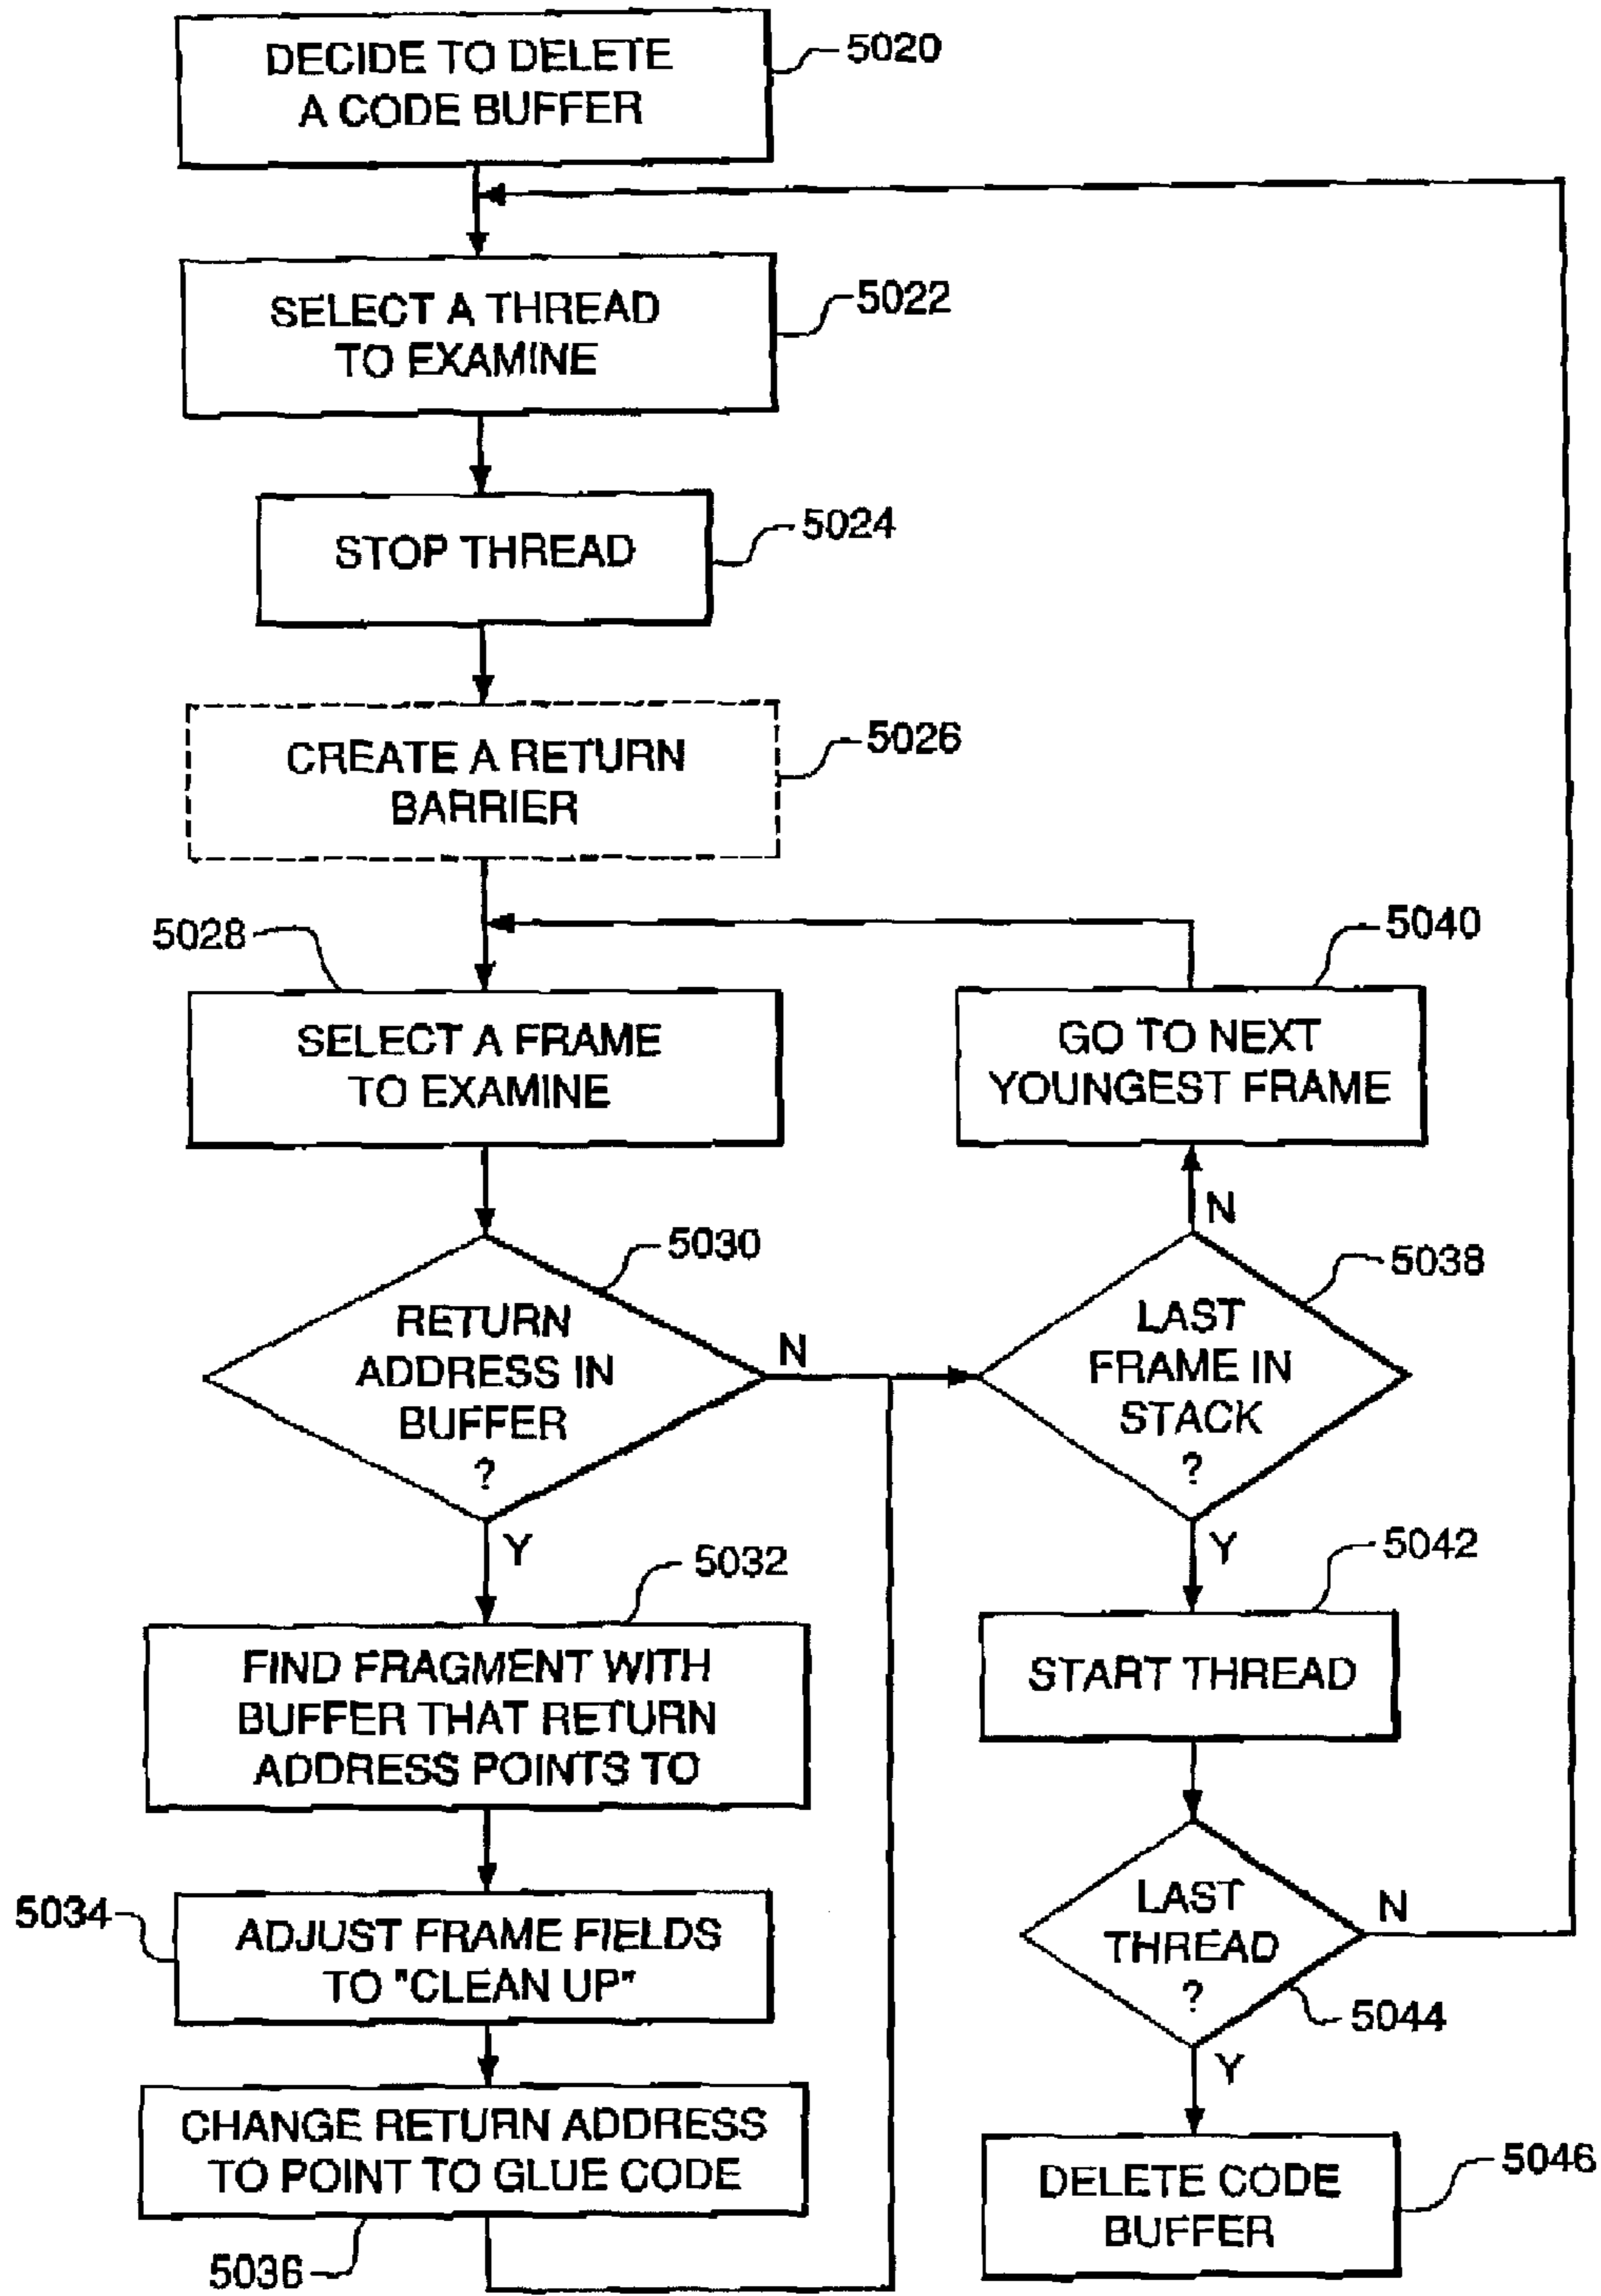 DECIDE TO DELETE
A CODE BUFFER
5020
SELECT A THREAD
TO EXAMINE
5022
STOP THREAD
5024
CREATE A RETURN
BARRIER
5026
5028
SELECT A FRAME
TO EXAMINE
5040
GO TO NEXT
YOUNGEST FRAME
N
5030
RETURN
ADDRESS IN
BUFFER
?
N
Y
5038
LAST
FRAME IN
STACK
?
Y
5032
FIND FRAGMENT WITH
BUFFER THAT RETURN
ADDRESS POINTS TO
5042
START THREAD
5034
ADJUST FRAME FIELDS
TO "CLEAN UP"
LAST
THREAD
?
N
5044
Y
CHANGE RETURN ADDRESS
TO POINT TO GLUE CODE
5036
DELETE CODE
BUFFER
5046